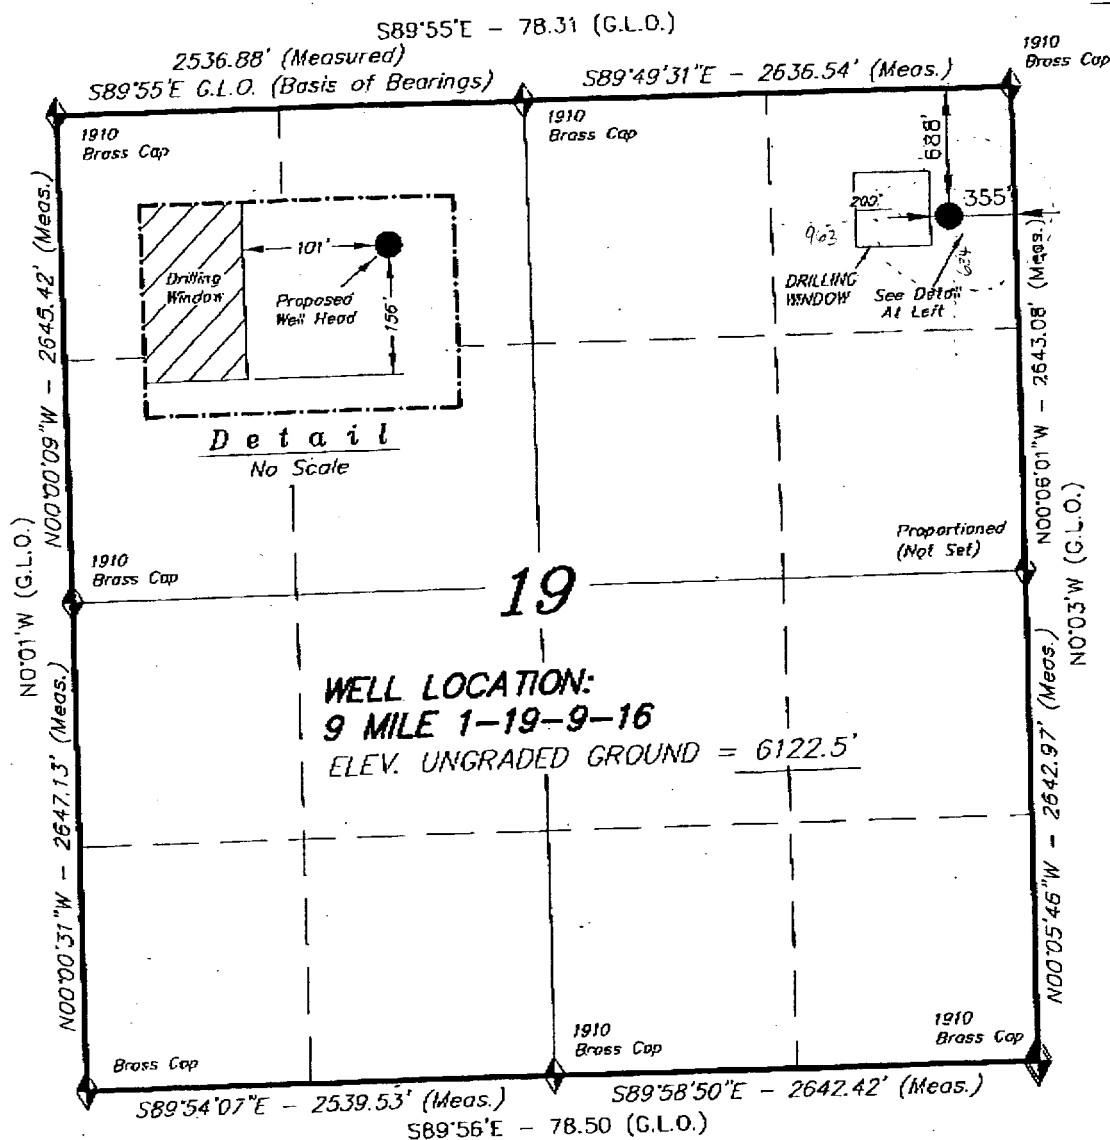 S89°55'E - 78.31 (G.L.O.)
2536.88' (Measured)
S89°55'E G.L.O. (Basis of Bearings)
S89°49'31"E - 2636.54' (Meas.)
1910
Brass Cap
1910
Brass Cap
1910
Brass Cap
688'
200'
355'
963
634
DRILLING
WINDOW
See Detail
At Left
101'
Drilling
Window
Proposed
Well Head
156'
Detail
No Scale
N00°00'09"W - 2645.42' (Meas.)
N00°06'01"W - 2643.08' (Meas.)
N0°01'W (G.L.O.)
N0°03'W (G.L.O.)
Proportioned
(Not Set)
1910
Brass Cap
19
WELL LOCATION:
9 MILE 1-19-9-16
ELEV. UNGRADED GROUND = 6122.5'
N00°00'31"W - 2647.13' (Meas.)
N00°05'46"W - 2642.97' (Meas.)
Brass Cap
1910
Brass Cap
1910
Brass Cap
S89°54'07"E - 2539.53' (Meas.)
S89°58'50"E - 2642.42' (Meas.)
S89°56'E - 78.50 (G.L.O.)